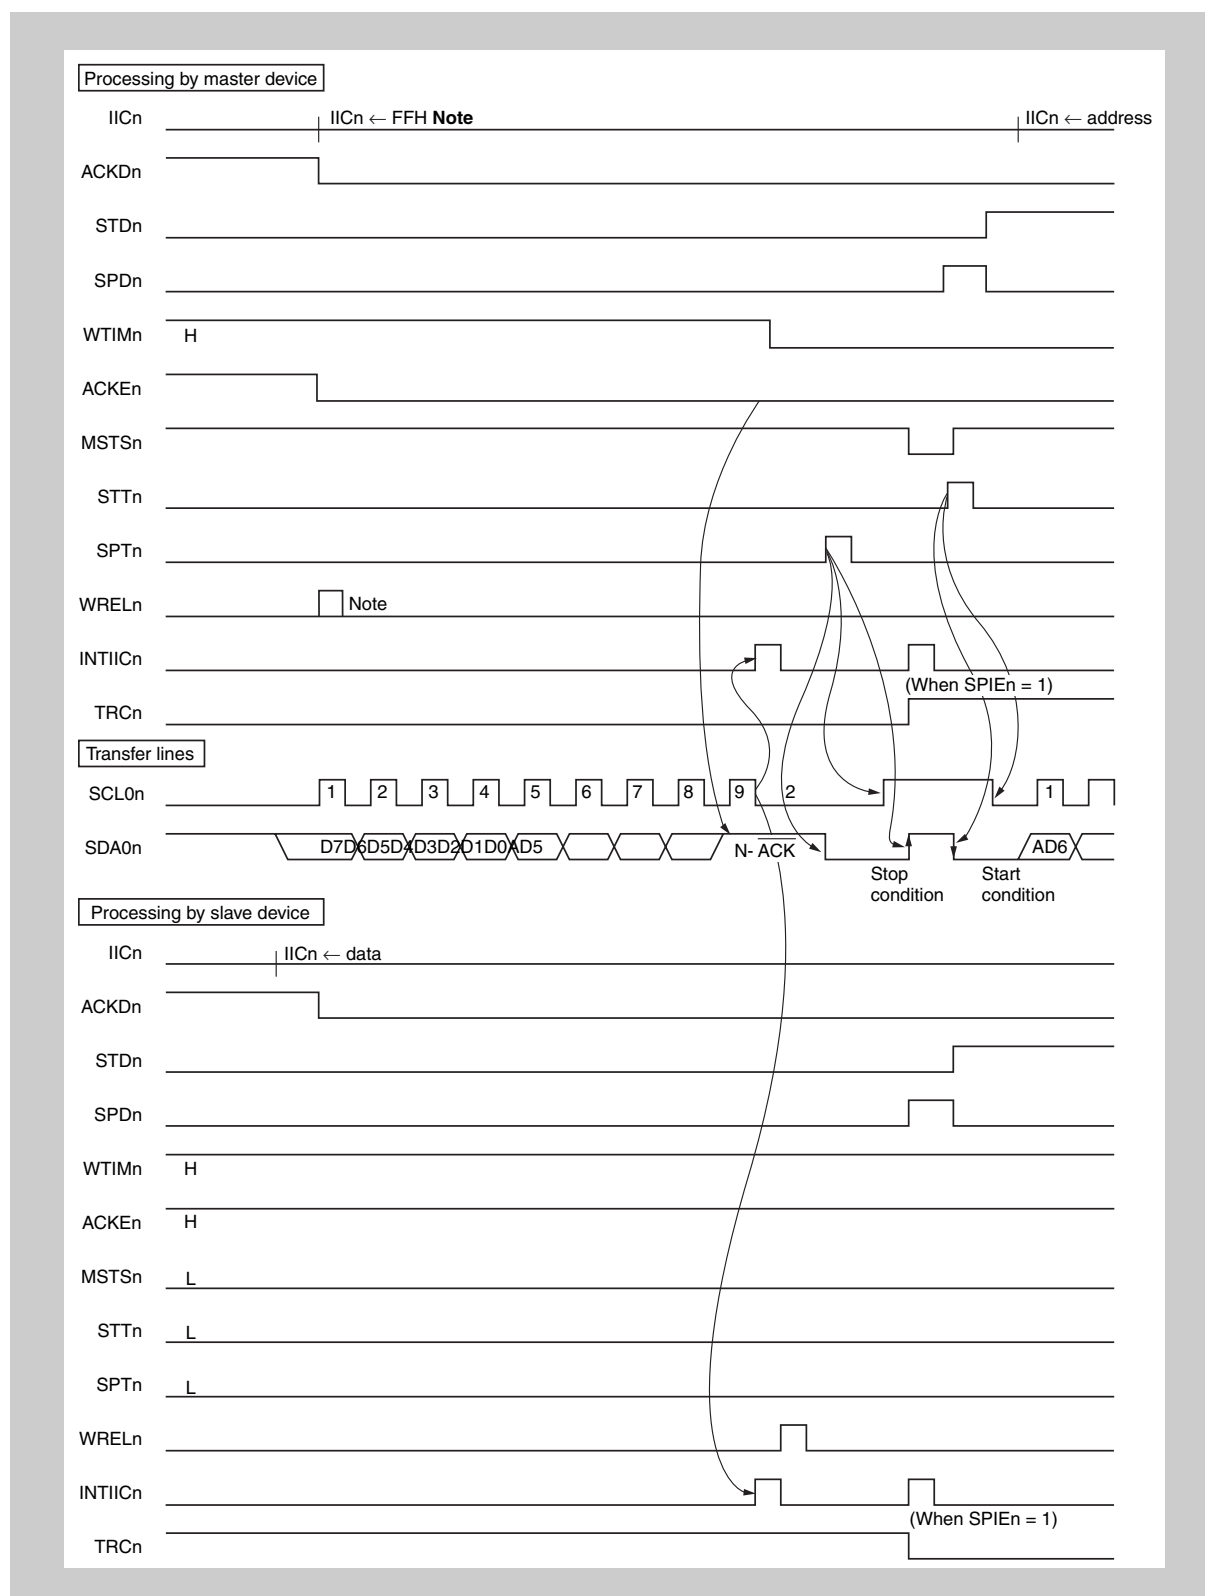 Processing by master device
IICn IICn ← FFH Note IICn ← address
ACKDn
STDn
SPDn
WTIMn H
ACKEn
MSTSn
STTn
SPTn
WRELn Note
INTIICn
(When SPIEn = 1)
TRCn
Transfer lines
SCL0n 1 2 3 4 5 6 7 8 9 2 1
SDA0n D7D6D5D4D3D2D1D0AD5 N- ACK AD6
Stop condition
Start condition
Processing by slave device
IICn IICn ← data
ACKDn
STDn
SPDn
WTIMn H
ACKEn H
MSTSn L
STTn L
SPTn L
WRELn
INTIICn
(When SPIEn = 1)
TRCn